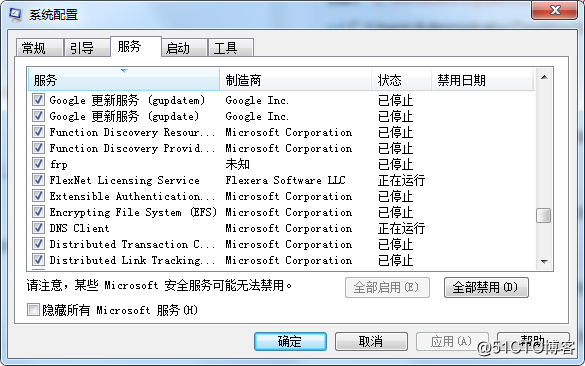 系统配置
常规 引导 服务 启动 工具
服务 制造商 状态 禁用日期
Google 更新服务 (gupdatem) Google Inc. 已停止
Google 更新服务 (gupdate) Google Inc. 已停止
Function Discovery Resour... Microsoft Corporation 已停止
Function Discovery Provid... Microsoft Corporation 已停止
frp 未知 已停止
FlexNet Licensing Service Flexera Software LLC 正在运行
Extensible Authentication... Microsoft Corporation 已停止
Encrypting File System (EFS) Microsoft Corporation 已停止
DNS Client Microsoft Corporation 正在运行
Distributed Transaction C... Microsoft Corporation 已停止
Distributed Link Tracking... Microsoft Corporation 已停止
请注意，某些 Microsoft 安全服务可能无法禁用。 全部启用(E) 全部禁用(D)
隐藏所有 Microsoft 服务(H)
确定 取消 应用(A) 帮助
@51CTO博客